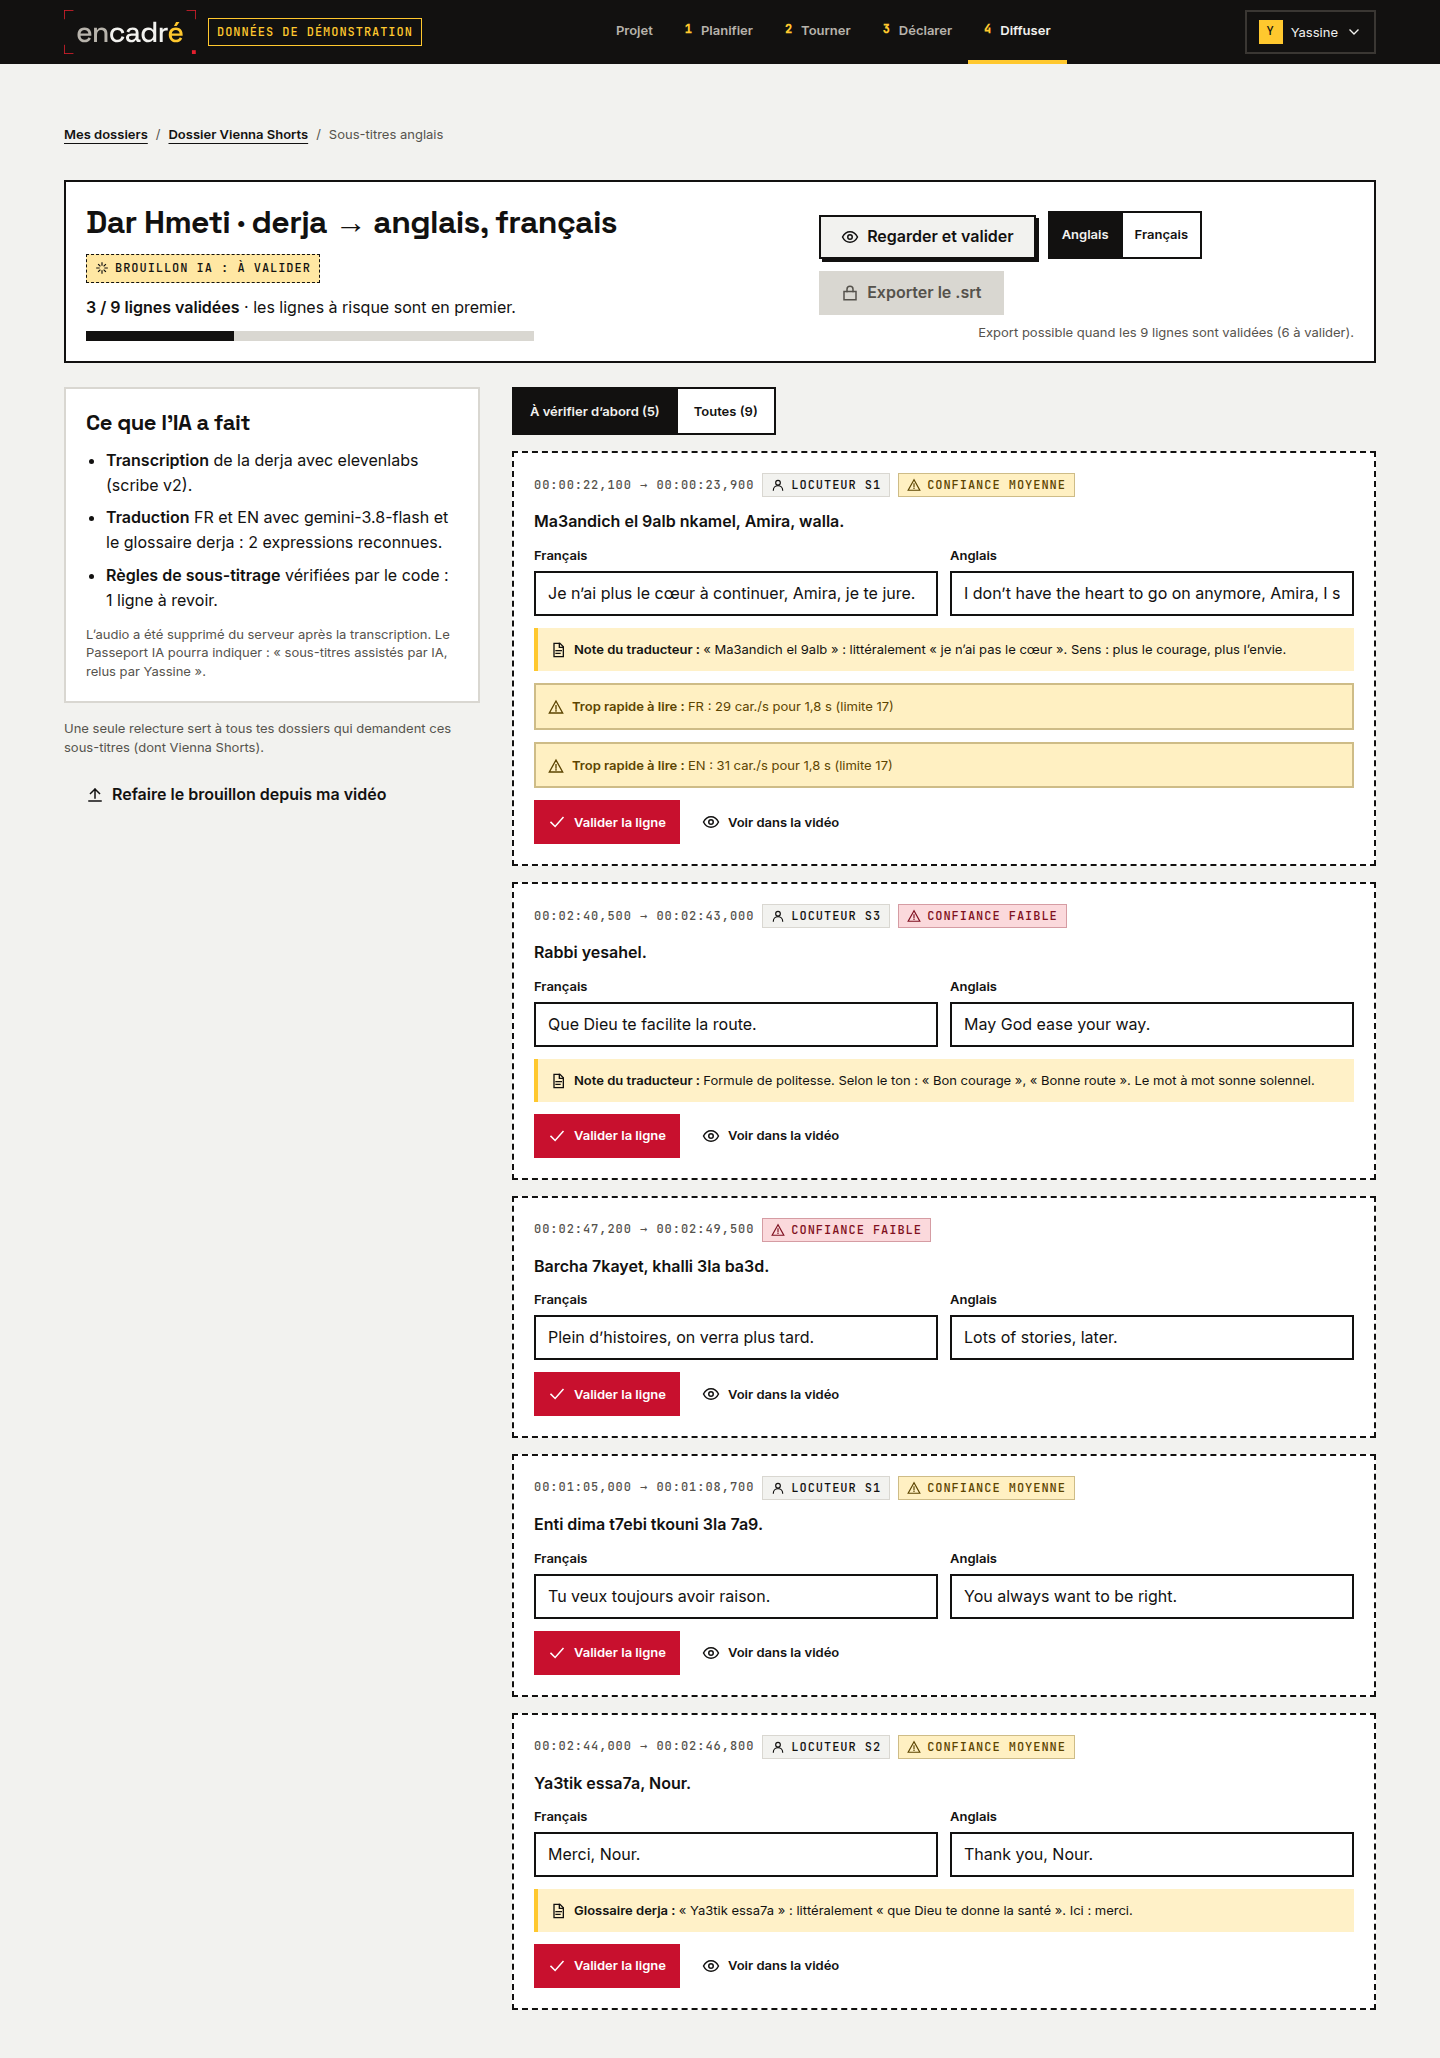 encadré
DONNÉES DE DÉMONSTRATION
Projet
1 Planifier
2 Tourner
3 Déclarer
4 Diffuser
Y Yassine
Mes dossiers / Dossier Vienna Shorts / Sous-titres anglais
Dar Hmeti · derja → anglais, français
BROUILLON IA : À VALIDER
3 / 9 lignes validées · les lignes à risque sont en premier.
Regarder et valider
Anglais
Français
Exporter le .srt
Export possible quand les 9 lignes sont validées (6 à valider).
Ce que l’IA a fait
Transcription de la derja avec elevenlabs
(scribe v2).
Traduction FR et EN avec gemini-3.8-flash et
le glossaire derja : 2 expressions reconnues.
Règles de sous-titrage vérifiées par le code :
1 ligne à revoir.
L’audio a été supprimé du serveur après la transcription. Le
Passeport IA pourra indiquer : « sous-titres assistés par IA,
relus par Yassine ».
Une seule relecture sert à tous tes dossiers qui demandent ces
sous-titres (dont Vienna Shorts).
Refaire le brouillon depuis ma vidéo
À vérifier d’abord (5)
Toutes (9)
00:00:22,100 → 00:00:23,900 LOCUTEUR S1 CONFIANCE MOYENNE
Ma3andich el 9alb nkamel, Amira, walla.
Français
Anglais
Je n’ai plus le cœur à continuer, Amira, je te jure.
I don’t have the heart to go on anymore, Amira, I s
Note du traducteur : « Ma3andich el 9alb » : littéralement « je n’ai pas le cœur ». Sens : plus le courage, plus l’envie.
Trop rapide à lire : FR : 29 car./s pour 1,8 s (limite 17)
Trop rapide à lire : EN : 31 car./s pour 1,8 s (limite 17)
Valider la ligne
Voir dans la vidéo
00:02:40,500 → 00:02:43,000 LOCUTEUR S3 CONFIANCE FAIBLE
Rabbi yesahel.
Français
Anglais
Que Dieu te facilite la route.
May God ease your way.
Note du traducteur : Formule de politesse. Selon le ton : « Bon courage », « Bonne route ». Le mot à mot sonne solennel.
Valider la ligne
Voir dans la vidéo
00:02:47,200 → 00:02:49,500 CONFIANCE FAIBLE
Barcha 7kayet, khalli 3la ba3d.
Français
Anglais
Plein d’histoires, on verra plus tard.
Lots of stories, later.
Valider la ligne
Voir dans la vidéo
00:01:05,000 → 00:01:08,700 LOCUTEUR S1 CONFIANCE MOYENNE
Enti dima t7ebi tkouni 3la 7a9.
Français
Anglais
Tu veux toujours avoir raison.
You always want to be right.
Valider la ligne
Voir dans la vidéo
00:02:44,000 → 00:02:46,800 LOCUTEUR S2 CONFIANCE MOYENNE
Ya3tik essa7a, Nour.
Français
Anglais
Merci, Nour.
Thank you, Nour.
Glossaire derja : « Ya3tik essa7a » : littéralement « que Dieu te donne la santé ». Ici : merci.
Valider la ligne
Voir dans la vidéo